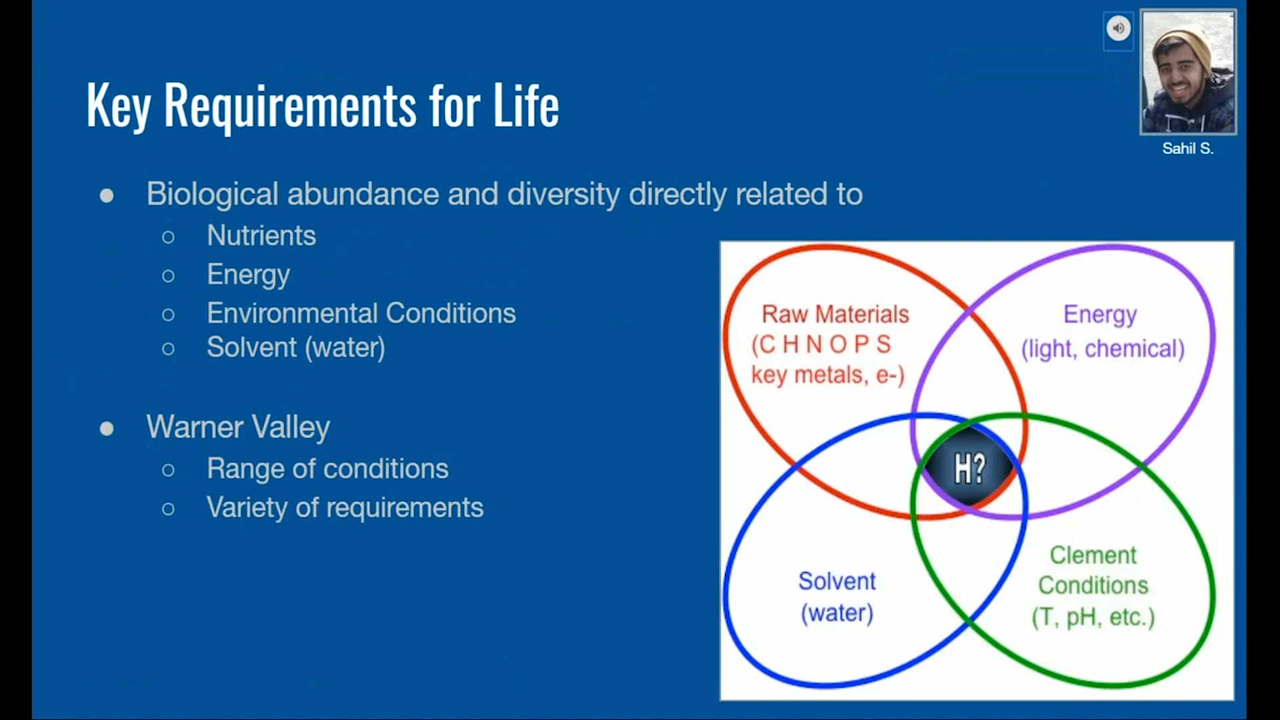 Sahil S.
Key Requirements for Life
● Biological abundance and diversity directly related to
○ Nutrients
○ Energy
○ Environmental Conditions
○ Solvent (water)
● Warner Valley
○ Range of conditions
○ Variety of requirements
Raw Materials
(C H N O P S
key metals, e-)
Energy
(light, chemical)
H?
Solvent
(water)
Clement
Conditions
(T, pH, etc.)